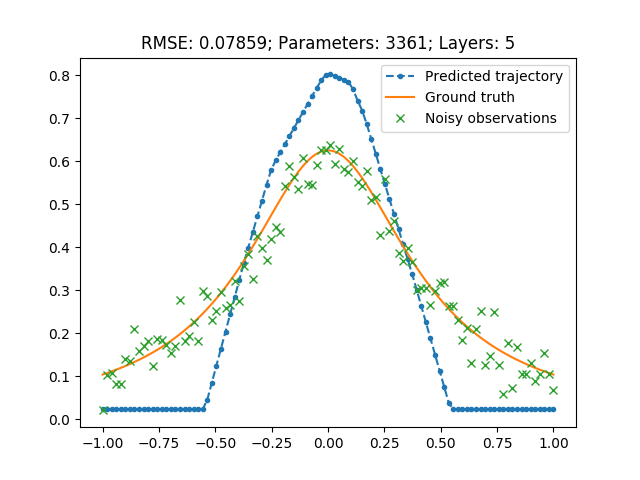 RMSE: 0.07859; Parameters: 3361; Layers: 5
Predicted trajectory
Ground truth
Noisy observations
0.8
0.7
0.6
0.5
0.4
0.3
0.2
0.1
0.0
−1.00 −0.75 −0.50 −0.25 0.00 0.25 0.50 0.75 1.00